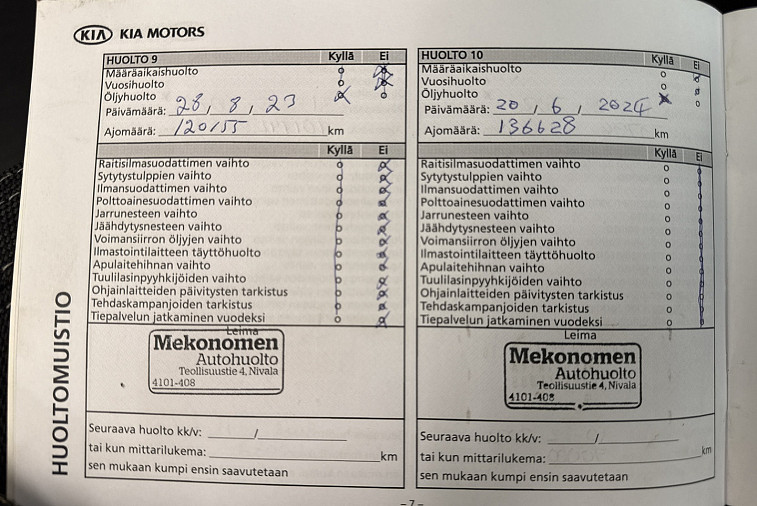 KIA KIA MOTORS
HUOLTO 9 Kyllä Ei
Määräaikaishuolto
Vuosihuolto
Öljyhuolto
Päivämäärä: 28, 8, 23
Ajomäärä: 120155 km
Kyllä Ei
Raitisilmasuodattimen vaihto
Sytytystulppien vaihto
Ilmansuodattimen vaihto
Polttoainesuodattimen vaihto
Jarrunesteen vaihto
Jäähdytysnesteen vaihto
Voimansiirron öljyjen vaihto
Ilmastointilaitteen täyttöhuolto
Apulaitehihnan vaihto
Tuulilasinpyyhkijöiden vaihto
Ohjainlaitteiden päivitysten tarkistus
Tehdaskampanjoiden tarkistus
Tiepalvelun jatkaminen vuodeksi
Leima
Mekonomen
Autohuolto
Teollisuustie 4, Nivala
4101-408
Seuraava huolto kk/v: /
tai kun mittarilukema: km
sen mukaan kumpi ensin saavutetaan
HUOLTO 10 Kyllä Ei
Määräaikaishuolto
Vuosihuolto
Öljyhuolto
Päivämäärä: 20, 6, 2024
Ajomäärä: 136628 km
Kyllä Ei
Raitisilmasuodattimen vaihto
Sytytystulppien vaihto
Ilmansuodattimen vaihto
Polttoainesuodattimen vaihto
Jarrunesteen vaihto
Jäähdytysnesteen vaihto
Voimansiirron öljyjen vaihto
Ilmastointilaitteen täyttöhuolto
Apulaitehihnan vaihto
Tuulilasinpyyhkijöiden vaihto
Ohjainlaitteiden päivitysten tarkistus
Tehdaskampanjoiden tarkistus
Tiepalvelun jatkaminen vuodeksi
Leima
Mekonomen
Autohuolto
Teollisuustie 4, Nivala
4101-408
Seuraava huolto kk/v: /
tai kun mittarilukema: km
sen mukaan kumpi ensin saavutetaan
HUOLTOMUISTIO
– 7 –